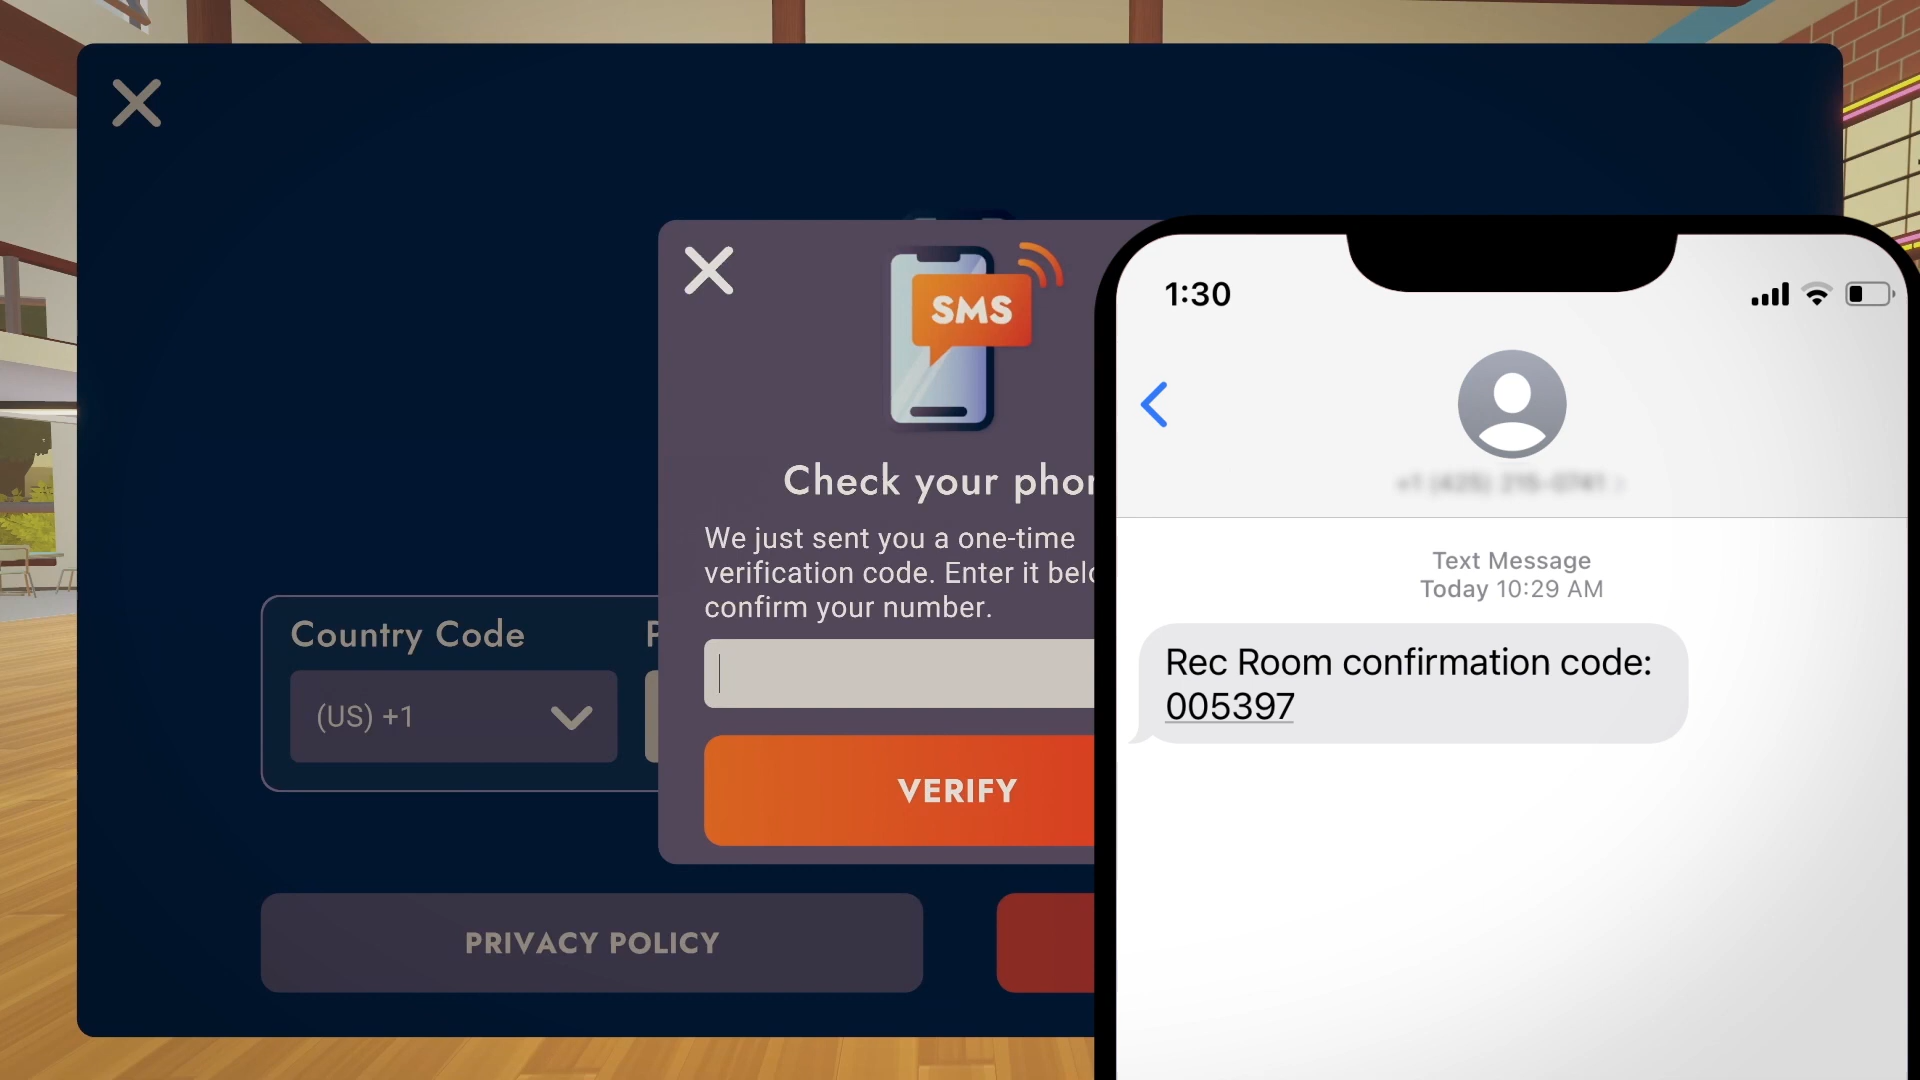 SMS
Check your phon
We just sent you a one-time
verification code. Enter it belo
confirm your number.
VERIFY
Country Code
(US) +1
PRIVACY POLICY
1:30
Text Message
Today 10:29 AM
Rec Room confirmation code:
005397